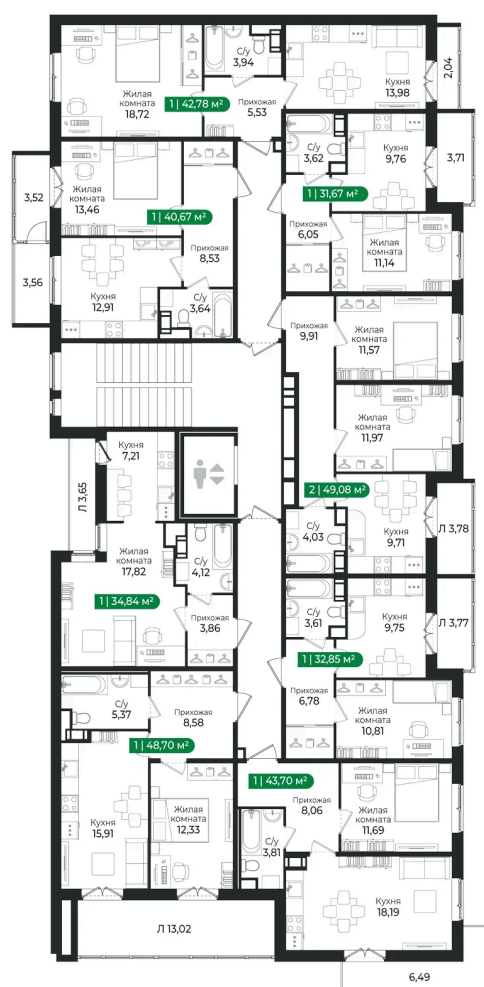 С/у
3,94
Кухня
13,98
2,04
Жилая
комната
18,72
1 | 42,78 м²
Прихожая
5,53
С/у
3,62
Кухня
9,76
3,71
3,52
Жилая
комната
13,46
1 | 40,67 м²
1 | 31,67 м²
Прихожая
6,05
Жилая
комната
11,14
Прихожая
8,53
3,56
Кухня
12,91
С/у
3,64
Прихожая
9,91
Жилая
комната
11,57
Жилая
комната
11,97
Кухня
7,21
Л 3,65
2 | 49,08 м²
С/у
4,03
Кухня
9,71
Л 3,78
Жилая
комната
17,82
С/у
4,12
1 | 34,84 м²
Прихожая
3,86
С/у
3,61
Кухня
9,75
Л 3,77
1 | 32,85 м²
Прихожая
6,78
Жилая
комната
10,81
С/у
5,37
Прихожая
8,58
1 | 48,70 м²
1 | 43,70 м²
Прихожая
8,06
Жилая
комната
11,69
Кухня
15,91
Жилая
комната
12,33
С/у
3,81
Кухня
18,19
Л 13,02
6,49